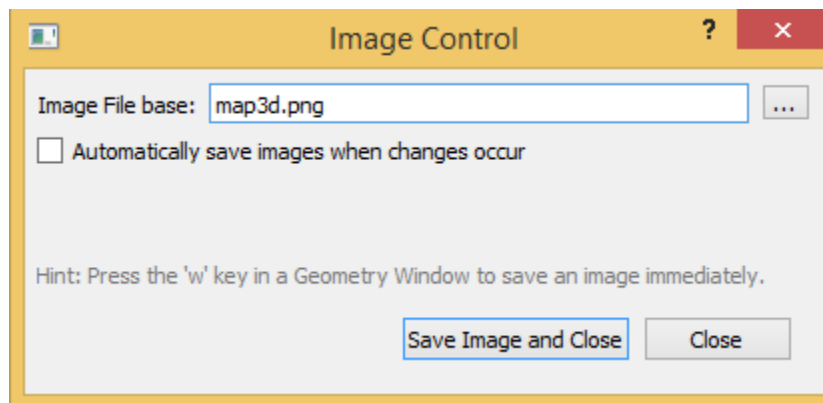 Image Control
?
×
Image File base: map3d.png ...
Automatically save images when changes occur
Hint: Press the 'w' key in a Geometry Window to save an image immediately.
Save Image and Close Close